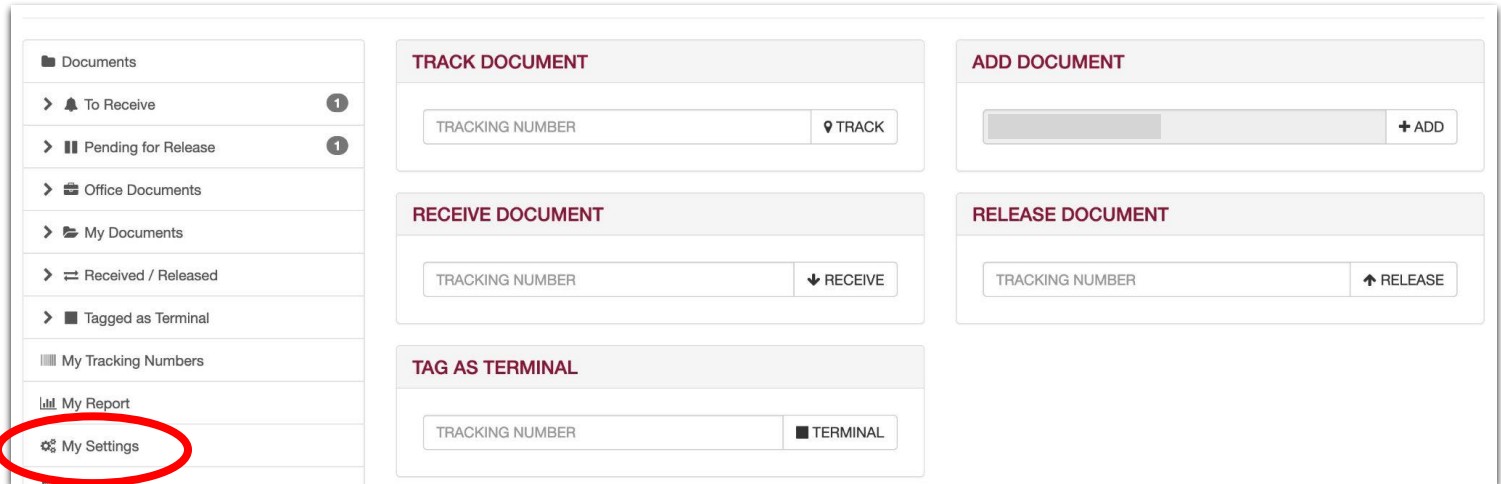 Documents
To Receive 1
Pending for Release 1
Office Documents
My Documents
Received / Released
Tagged as Terminal
My Tracking Numbers
My Report
My Settings
TRACK DOCUMENT
TRACKING NUMBER TRACK
ADD DOCUMENT
ADD
RECEIVE DOCUMENT
TRACKING NUMBER RECEIVE
RELEASE DOCUMENT
TRACKING NUMBER RELEASE
TAG AS TERMINAL
TRACKING NUMBER TERMINAL